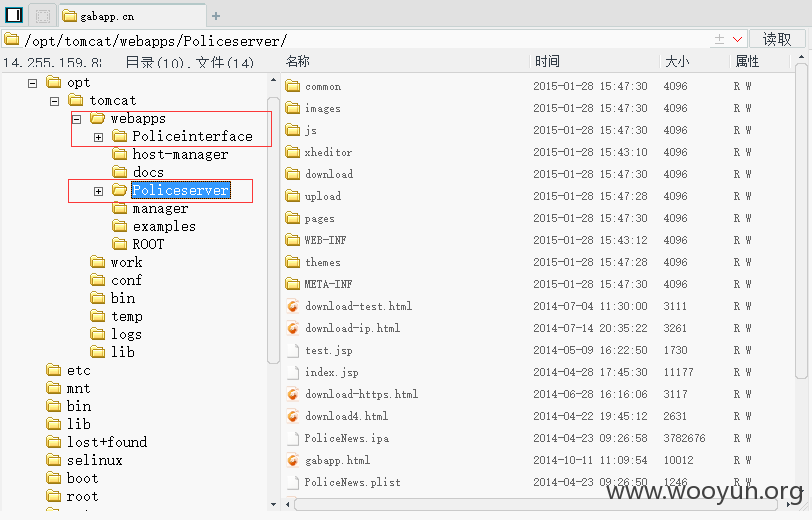 gabapp.cn
/opt/tomcat/webapps/Policeserver/
读取
目录(10),文件(14)
名称 时间 大小 属性
opt
tomcat
webapps
Policeinterface
host-manager
docs
Policeserver
manager
examples
ROOT
work
conf
bin
temp
logs
lib
etc
mnt
bin
lib
lost+found
selinux
boot
root
common 2015-01-28 15:47:30 4096 R W
images 2015-01-28 15:47:30 4096 R W
js 2015-01-28 15:47:30 4096 R W
xheditor 2015-01-28 15:43:10 4096 R W
download 2015-01-28 15:47:30 4096 R W
upload 2015-01-28 15:47:28 4096 R W
pages 2015-01-28 15:47:30 4096 R W
WEB-INF 2015-01-28 15:43:12 4096 R W
themes 2015-01-28 15:47:28 4096 R W
META-INF 2015-01-28 15:47:30 4096 R W
download-test.html 2014-07-04 11:30:00 3111 R W
download-ip.html 2014-07-14 20:35:22 3261 R W
test.jsp 2014-05-09 16:22:50 1730 R W
index.jsp 2014-04-28 17:45:30 11177 R W
download-https.html 2014-06-28 16:16:06 3117 R W
download4.html 2014-04-22 19:45:12 2631 R W
PoliceNews.ipa 2014-04-23 09:26:58 3782676 R W
gabapp.html 2014-10-11 11:09:54 10012 R W
PoliceNews.plist 2014-04-23 09:26:50 1246 R W
www.wooyun.org